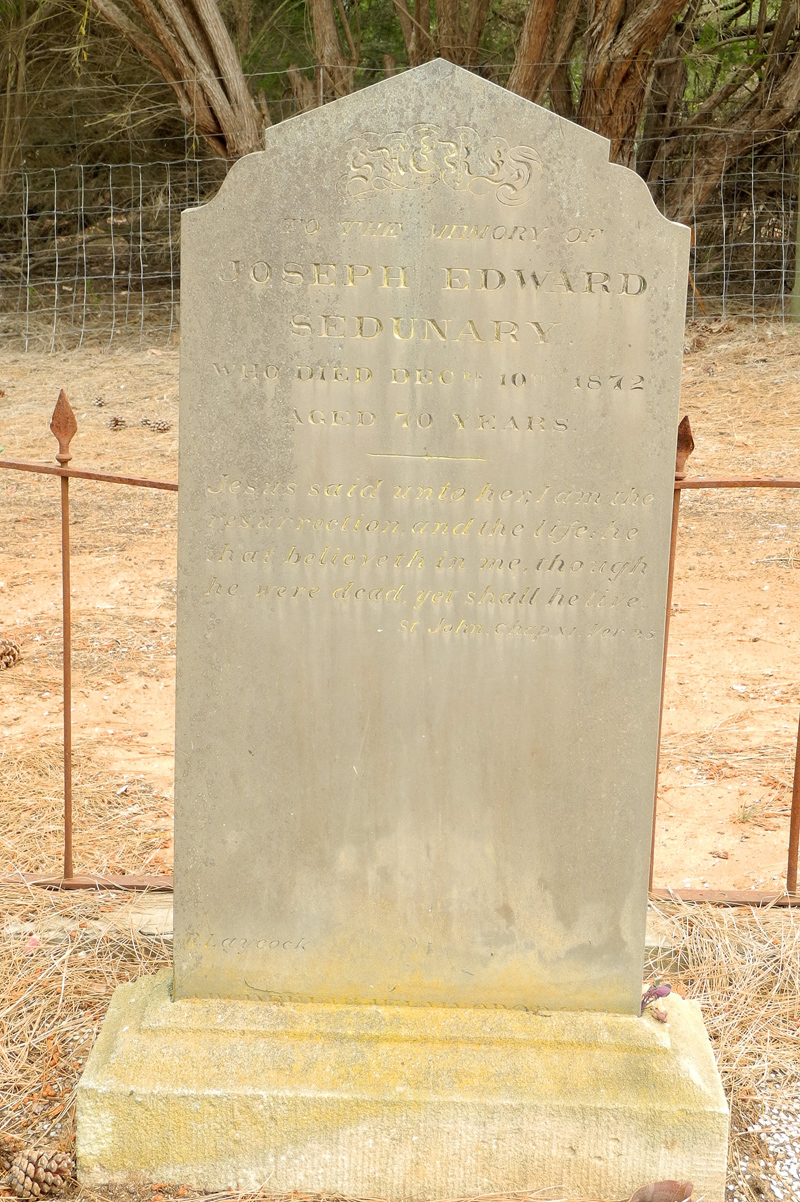 SACRED
TO THE MEMORY OF
JOSEPH EDWARD
SEDUNARY.
WHO DIED DECR 10TH 1872
AGED 70 YEARS.
Jesus said unto her, I am the
resurrection, and the life, he
that believeth in me, though
he were dead, yet shall he live.
St John, Chap XI, Ver 25
R. Laycock